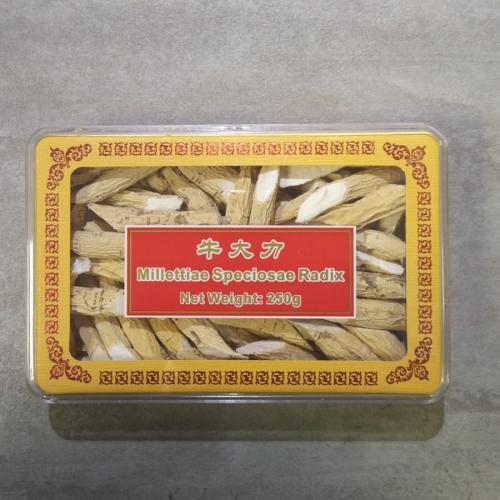 牛大力
Millettiae Speciosae Radix
Net Weight: 250g